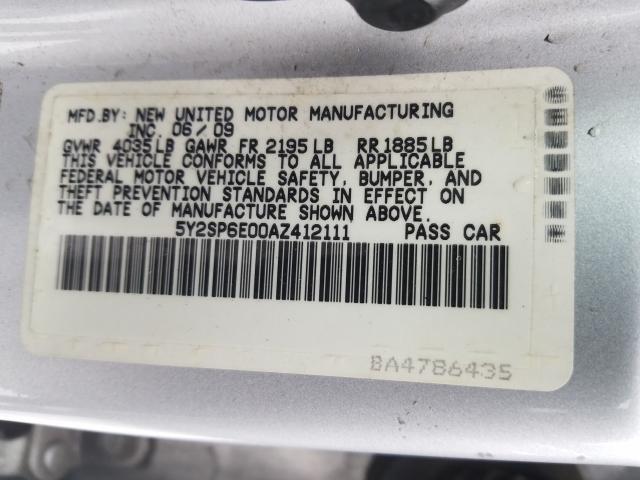 MFD.BY: NEW UNITED MOTOR MANUFACTURING
INC. 06/09
GVWR 4035LB GAWR FR 2195LB RR1885LB
THIS VEHICLE CONFORMS TO ALL APPLICABLE
FEDERAL MOTOR VEHICLE SAFETY, BUMPER, AND
THEFT PREVENTION STANDARDS IN EFFECT ON
THE DATE OF MANUFACTURE SHOWN ABOVE.
5Y2SP6E00AZ412111 PASS CAR
BA4786435